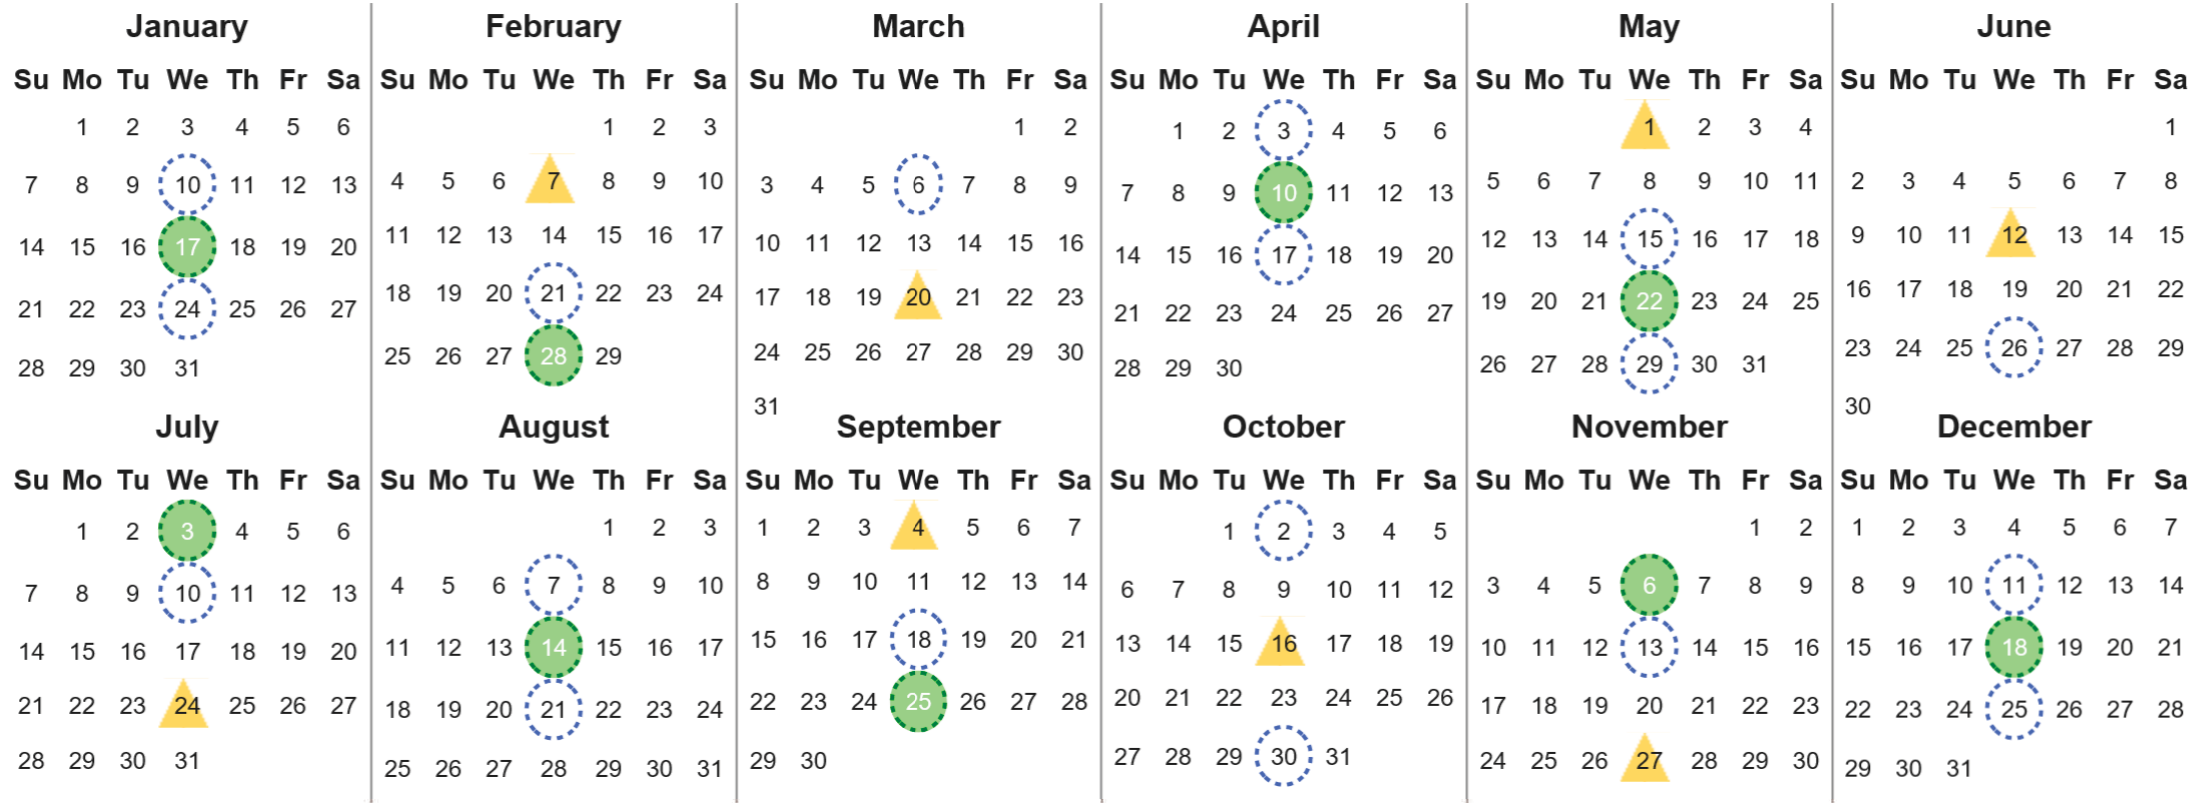 January
Su Mo Tu We Th Fr Sa
1 2 3 4 5 6
7 8 9 10 11 12 13
14 15 16 17 18 19 20
21 22 23 24 25 26 27
28 29 30 31
February
Su Mo Tu We Th Fr Sa
1 2 3
4 5 6 7 8 9 10
11 12 13 14 15 16 17
18 19 20 21 22 23 24
25 26 27 28 29
March
Su Mo Tu We Th Fr Sa
1 2
3 4 5 6 7 8 9
10 11 12 13 14 15 16
17 18 19 20 21 22 23
24 25 26 27 28 29 30
31
April
Su Mo Tu We Th Fr Sa
1 2 3 4 5 6
7 8 9 10 11 12 13
14 15 16 17 18 19 20
21 22 23 24 25 26 27
28 29 30
May
Su Mo Tu We Th Fr Sa
1 2 3 4
5 6 7 8 9 10 11
12 13 14 15 16 17 18
19 20 21 22 23 24 25
26 27 28 29 30 31
June
Su Mo Tu We Th Fr Sa
1
2 3 4 5 6 7 8
9 10 11 12 13 14 15
16 17 18 19 20 21 22
23 24 25 26 27 28 29
30
July
Su Mo Tu We Th Fr Sa
1 2 3 4 5 6
7 8 9 10 11 12 13
14 15 16 17 18 19 20
21 22 23 24 25 26 27
28 29 30 31
August
Su Mo Tu We Th Fr Sa
1 2 3
4 5 6 7 8 9 10
11 12 13 14 15 16 17
18 19 20 21 22 23 24
25 26 27 28 29 30 31
September
Su Mo Tu We Th Fr Sa
1 2 3 4 5 6 7
8 9 10 11 12 13 14
15 16 17 18 19 20 21
22 23 24 25 26 27 28
29 30
October
Su Mo Tu We Th Fr Sa
1 2 3 4 5
6 7 8 9 10 11 12
13 14 15 16 17 18 19
20 21 22 23 24 25 26
27 28 29 30 31
November
Su Mo Tu We Th Fr Sa
1 2
3 4 5 6 7 8 9
10 11 12 13 14 15 16
17 18 19 20 21 22 23
24 25 26 27 28 29 30
December
Su Mo Tu We Th Fr Sa
1 2 3 4 5 6 7
8 9 10 11 12 13 14
15 16 17 18 19 20 21
22 23 24 25 26 27 28
29 30 31